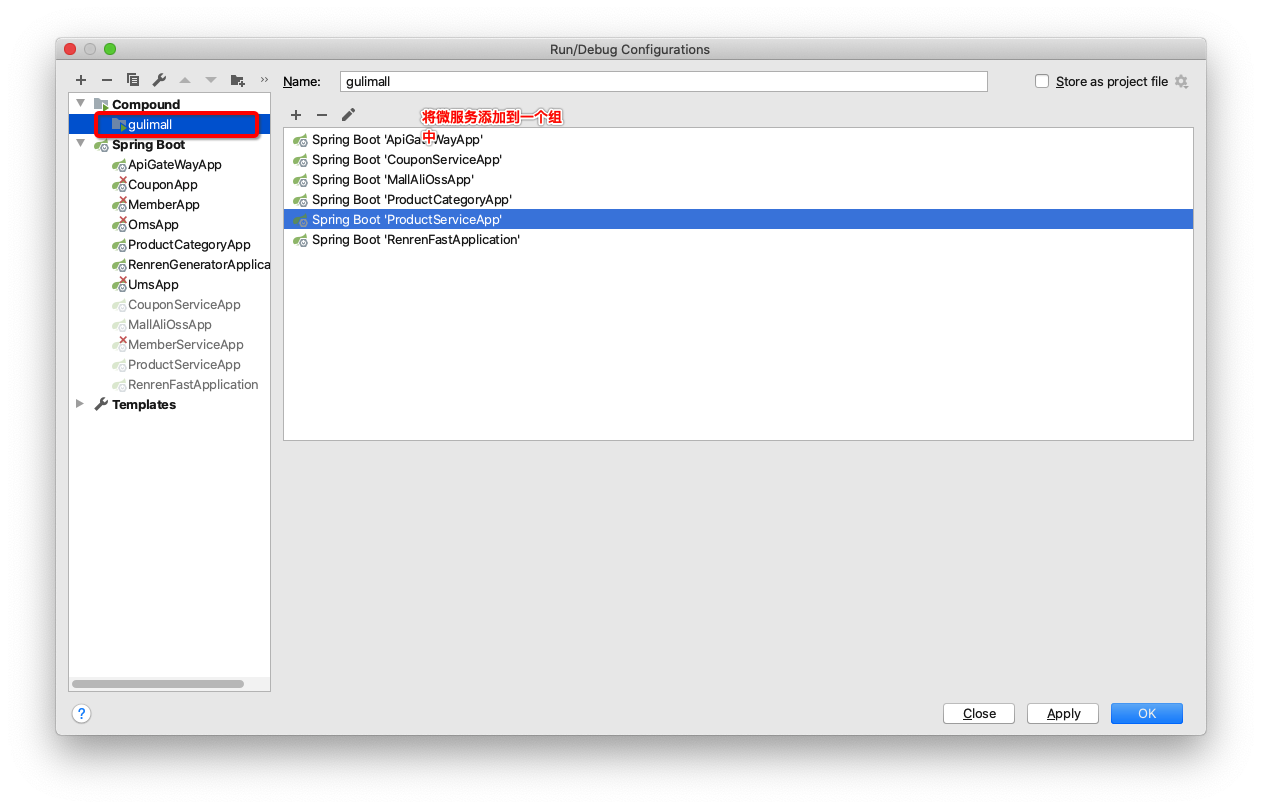 Run/Debug Configurations
Compound
gulimall
Spring Boot
ApiGateWayApp
CouponApp
MemberApp
OmsApp
ProductCategoryApp
RenrenGeneratorApplica
UmsApp
CouponServiceApp
MallAliOssApp
MemberServiceApp
ProductServiceApp
RenrenFastApplication
Templates
Name: gulimall
Store as project file
将微服务添加到一个组
中
Spring Boot 'ApiGateWayApp'
Spring Boot 'CouponServiceApp'
Spring Boot 'MallAliOssApp'
Spring Boot 'ProductCategoryApp'
Spring Boot 'ProductServiceApp'
Spring Boot 'RenrenFastApplication'
?
Close
Apply
OK